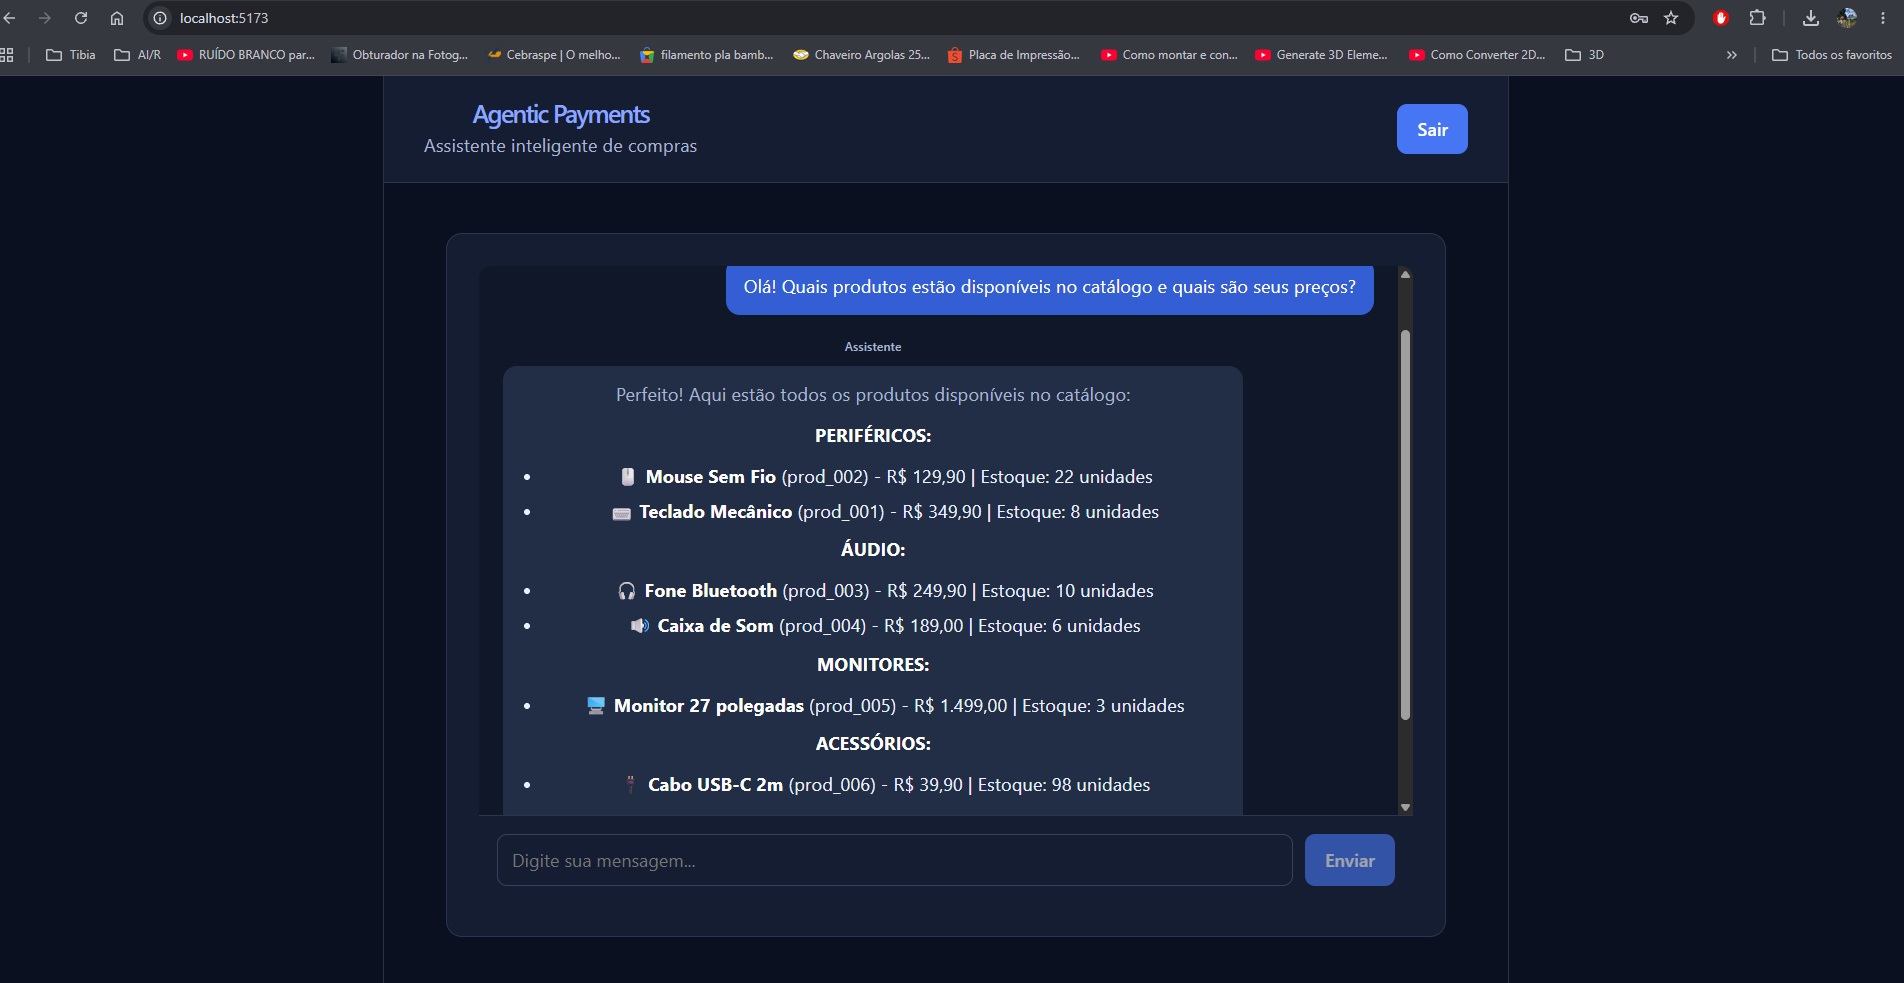 localhost:5173
Tibia
AI/R
RUÍDO BRANCO par...
Obturador na Fotog...
Cebraspe | O melho...
filamento pla bamb...
Chaveiro Argolas 25...
Placa de Impressão...
Como montar e con...
Generate 3D Eleme...
Como Converter 2D...
3D
»
Todos os favoritos
Agentic Payments
Assistente inteligente de compras
Sair
Olá! Quais produtos estão disponíveis no catálogo e quais são seus preços?
Assistente
Perfeito! Aqui estão todos os produtos disponíveis no catálogo:
PERIFÉRICOS:
• 🖱️ Mouse Sem Fio (prod_002) - R$ 129,90 | Estoque: 22 unidades
• ⌨️ Teclado Mecânico (prod_001) - R$ 349,90 | Estoque: 8 unidades
ÁUDIO:
• 🎧 Fone Bluetooth (prod_003) - R$ 249,90 | Estoque: 10 unidades
• 🔊 Caixa de Som (prod_004) - R$ 189,00 | Estoque: 6 unidades
MONITORES:
• 🖥️ Monitor 27 polegadas (prod_005) - R$ 1.499,00 | Estoque: 3 unidades
ACESSÓRIOS:
• 🔌 Cabo USB-C 2m (prod_006) - R$ 39,90 | Estoque: 98 unidades
Digite sua mensagem...
Enviar